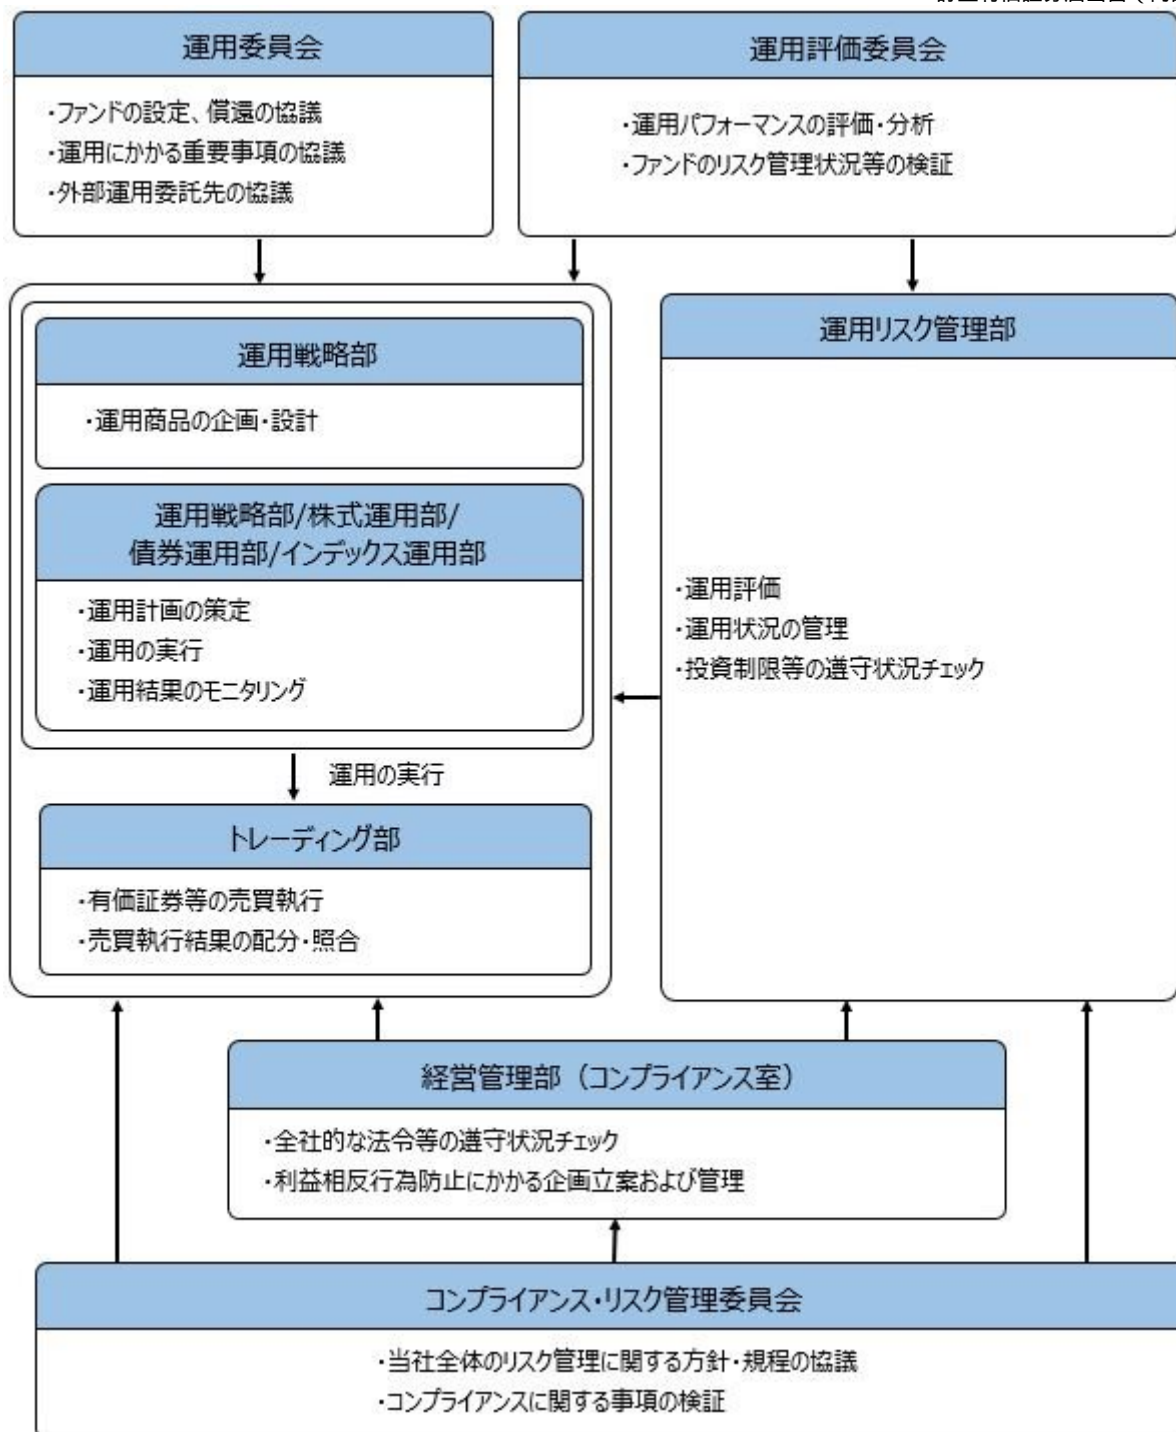 運用委員会
・ファンドの設定、償還の協議
・運用にかかる重要事項の協議
・外部運用委託先の協議
運用評価委員会
・運用パフォーマンスの評価・分析
・ファンドのリスク管理状況等の検証
運用戦略部
・運用商品の企画・設計
運用戦略部/株式運用部/
債券運用部/インデックス運用部
・運用計画の策定
・運用の実行
・運用結果のモニタリング
運用の実行
トレーディング部
・有価証券等の売買執行
・売買執行結果の配分・照合
運用リスク管理部
・運用評価
・運用状況の管理
・投資制限等の遵守状況チェック
経営管理部（コンプライアンス室）
・全社的な法令等の遵守状況チェック
・利益相反行為防止にかかる企画立案および管理
コンプライアンス・リスク管理委員会
・当社全体のリスク管理に関する方針・規程の協議
・コンプライアンスに関する事項の検証